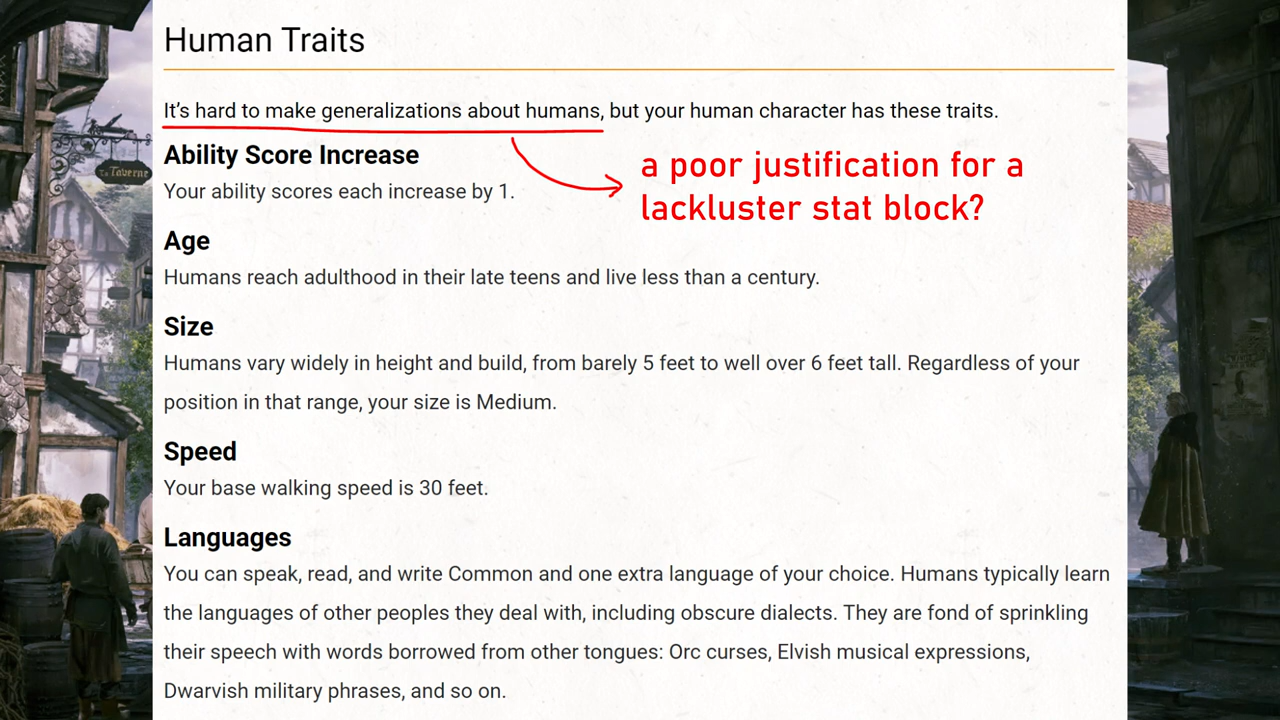 Human Traits
It's hard to make generalizations about humans, but your human character has these traits.
Ability Score Increase
Your ability scores each increase by 1.
a poor justification for a
lackluster stat block?
Age
Humans reach adulthood in their late teens and live less than a century.
Size
Humans vary widely in height and build, from barely 5 feet to well over 6 feet tall. Regardless of your
position in that range, your size is Medium.
Speed
Your base walking speed is 30 feet.
Languages
You can speak, read, and write Common and one extra language of your choice. Humans typically learn
the languages of other peoples they deal with, including obscure dialects. They are fond of sprinkling
their speech with words borrowed from other tongues: Orc curses, Elvish musical expressions,
Dwarvish military phrases, and so on.
Taverne